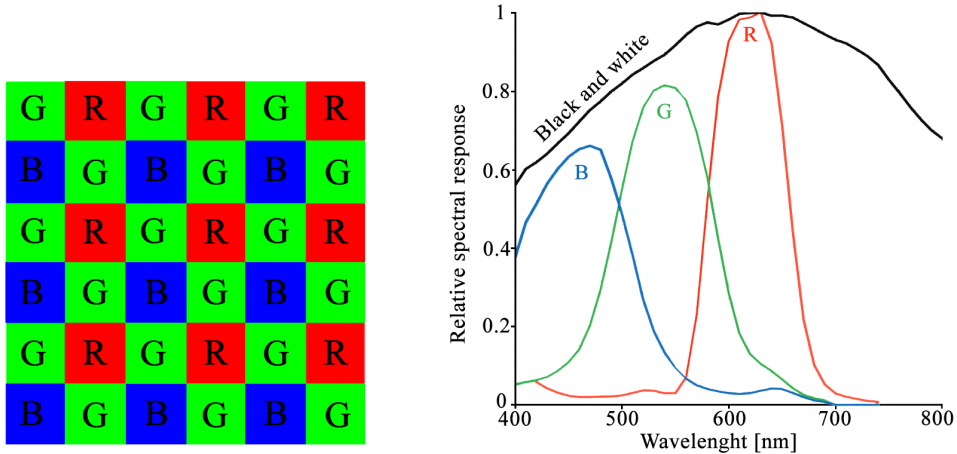 G R G R G R
B G B G B G
G R G R G R
B G B G B G
G R G R G R
B G B G B G
Relative spectral response
1
0.8
0.6
0.4
0.2
0
Black and white
R
G
B
400 500 600 700 800
Wavelenght [nm]